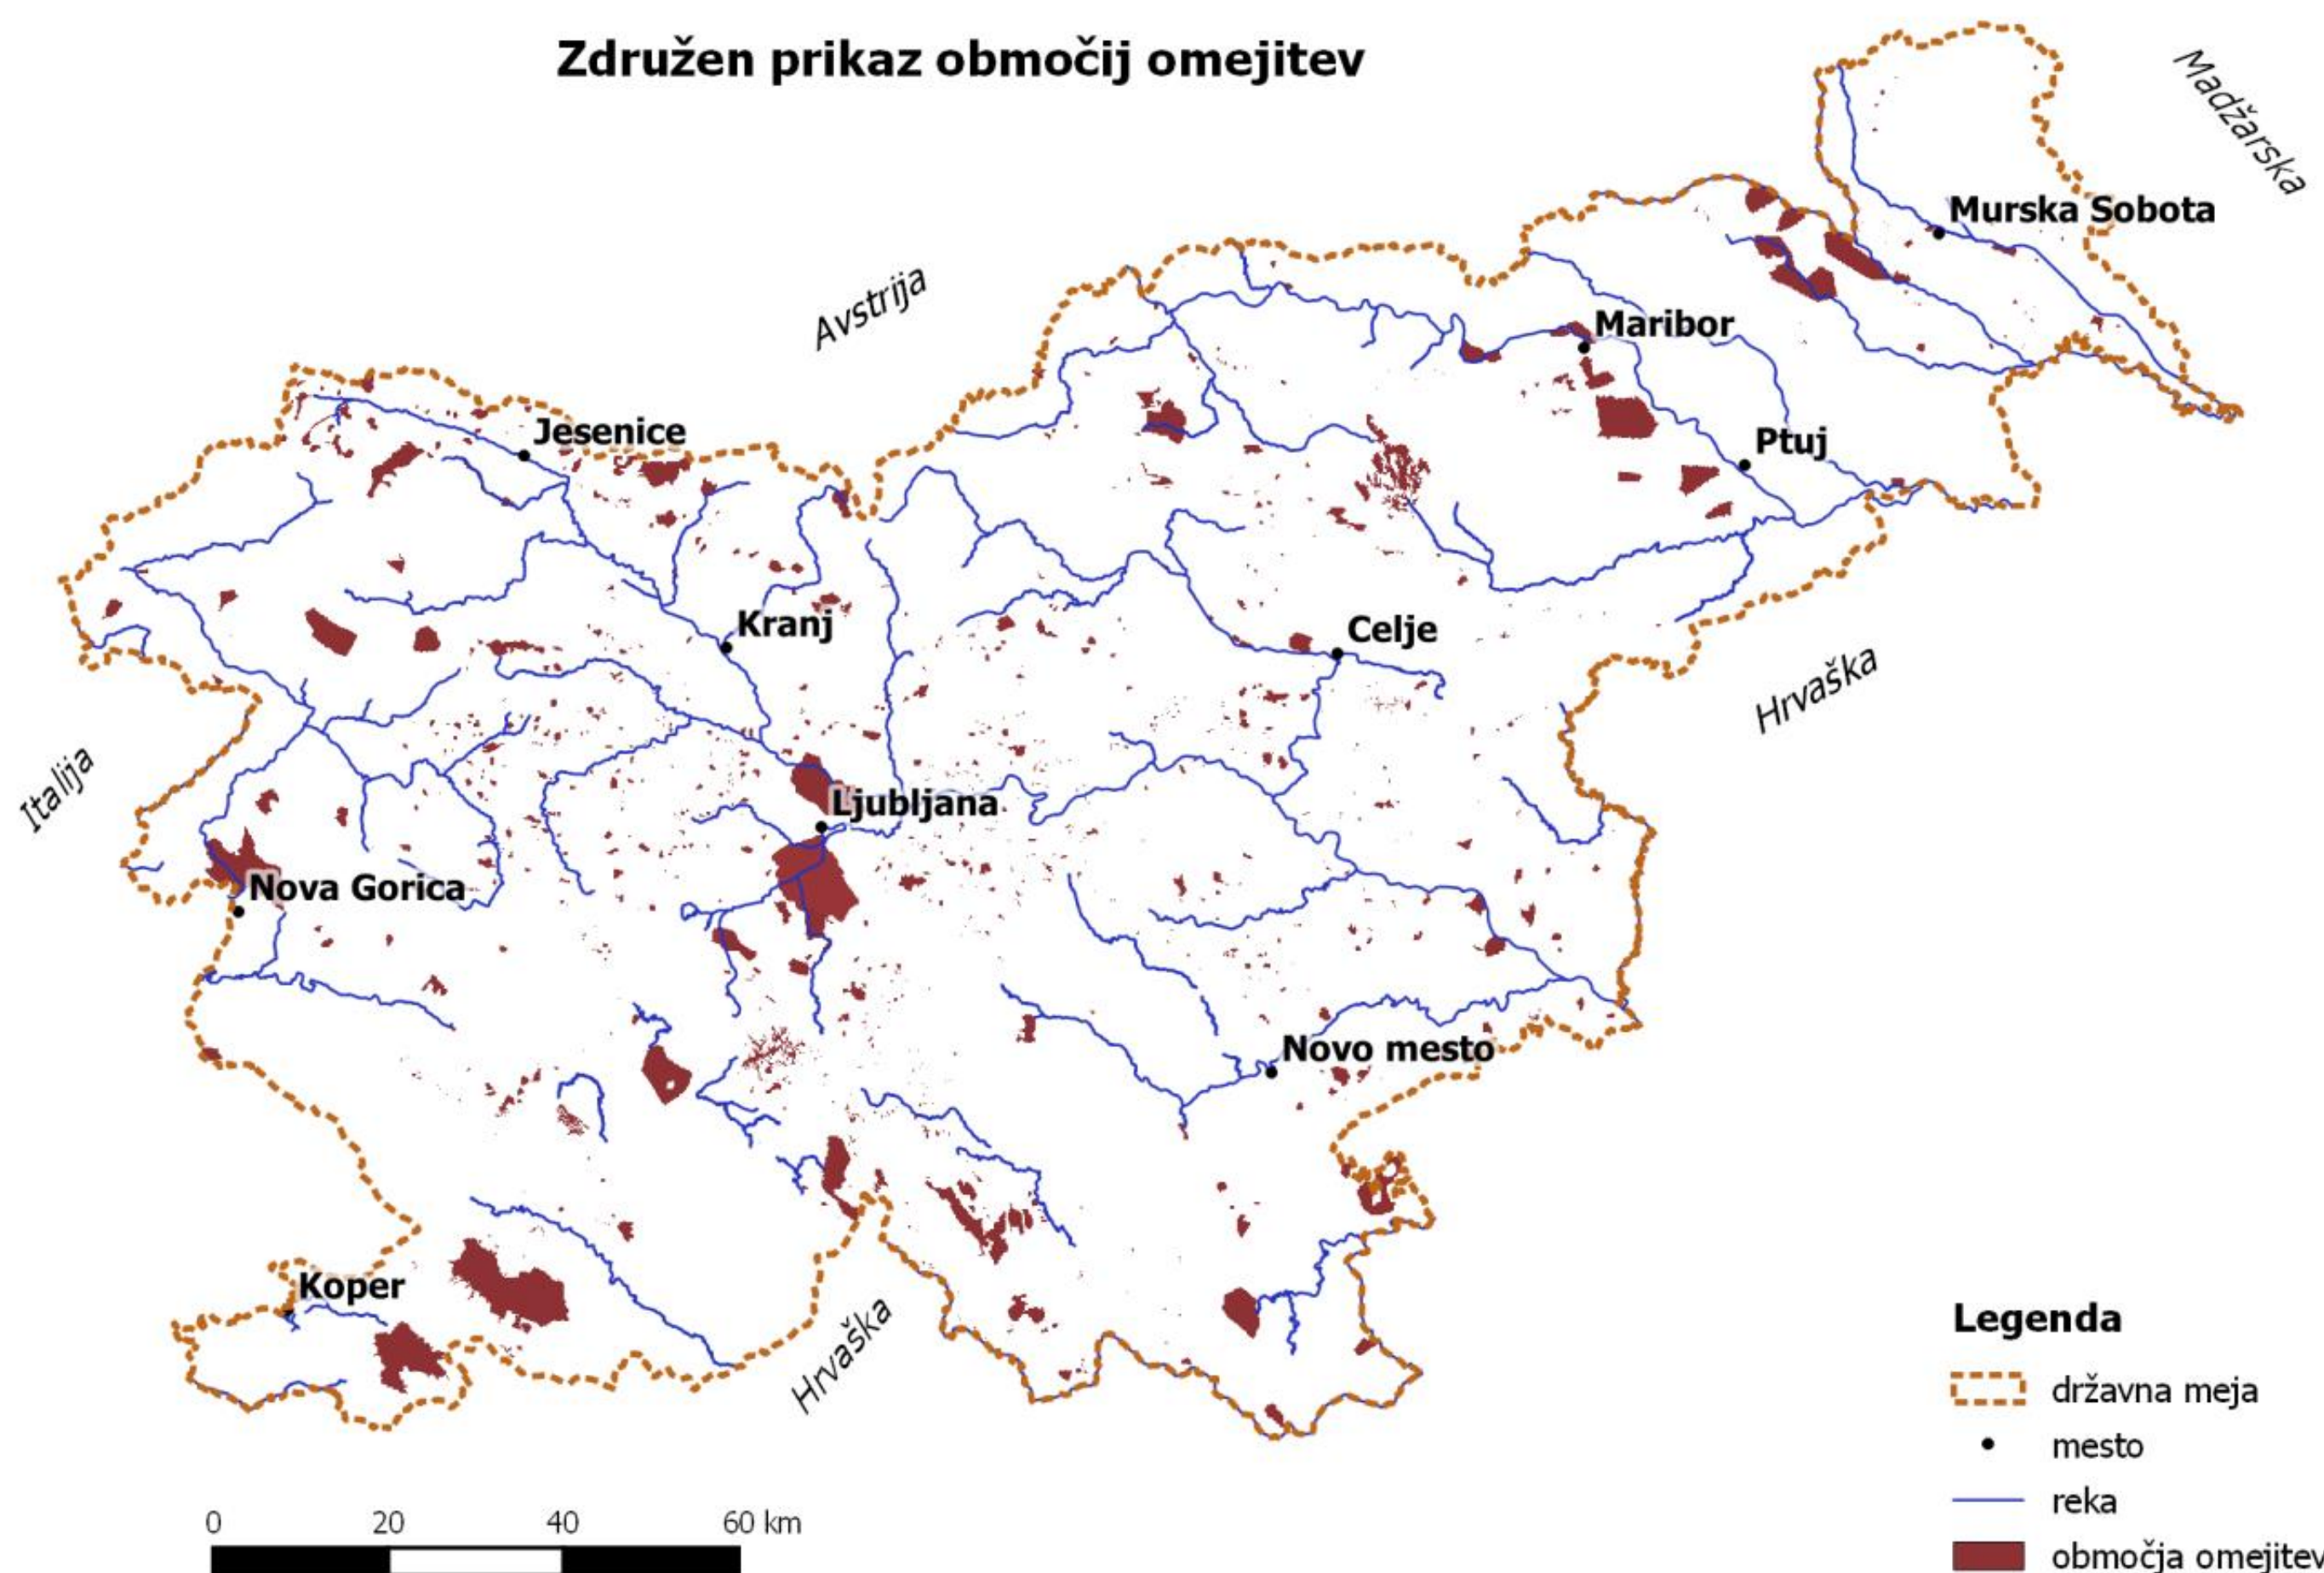 Združen prikaz območij omejitev
Madžarska
Murska Sobota
Avstrija
Maribor
Jesenice
Ptuj
Kranj
Celje
Hrvaška
Italija
Ljubljana
Nova Gorica
Novo mesto
Koper
Hrvaška
Legenda
državna meja
mesto
reka
območja omejitev
0 20 40 60 km